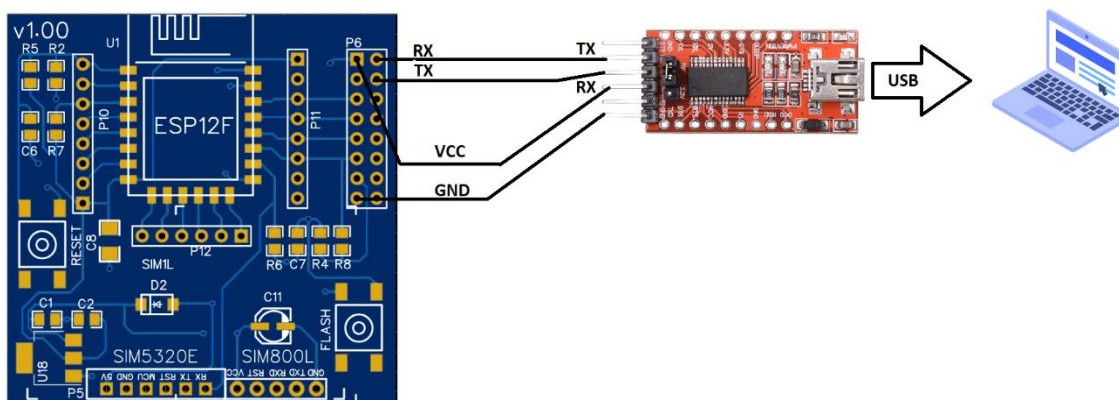 v1.00
R5 R2
U1
P6
ESP12F
P10
P11
C6 R7
RESET
C8
P12
SIM1L
R6 C7 R4 R8
D2
C1 C2
C11
FLASH
U18
SIM5320E
SIM800L
P5
5V GND MCU RST TX RX
VCC RST RXD TXD GND
RX
TX
TX
RX
VCC
GND
USB